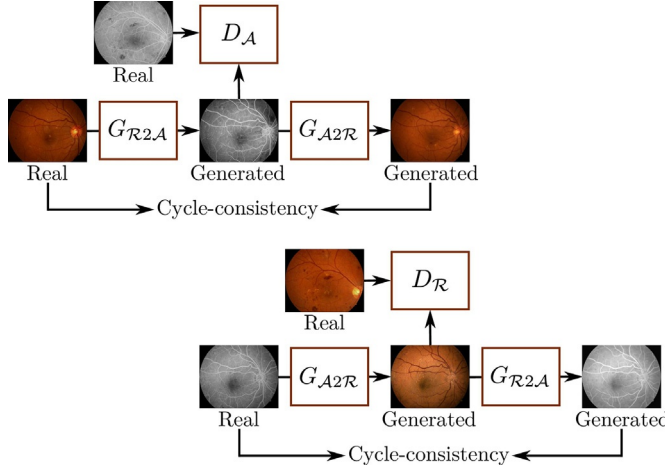 D_A
Real
G_R2A
G_A2R
Real
Generated
Generated
Cycle-consistency
D_R
Real
G_A2R
G_R2A
Real
Generated
Generated
Cycle-consistency